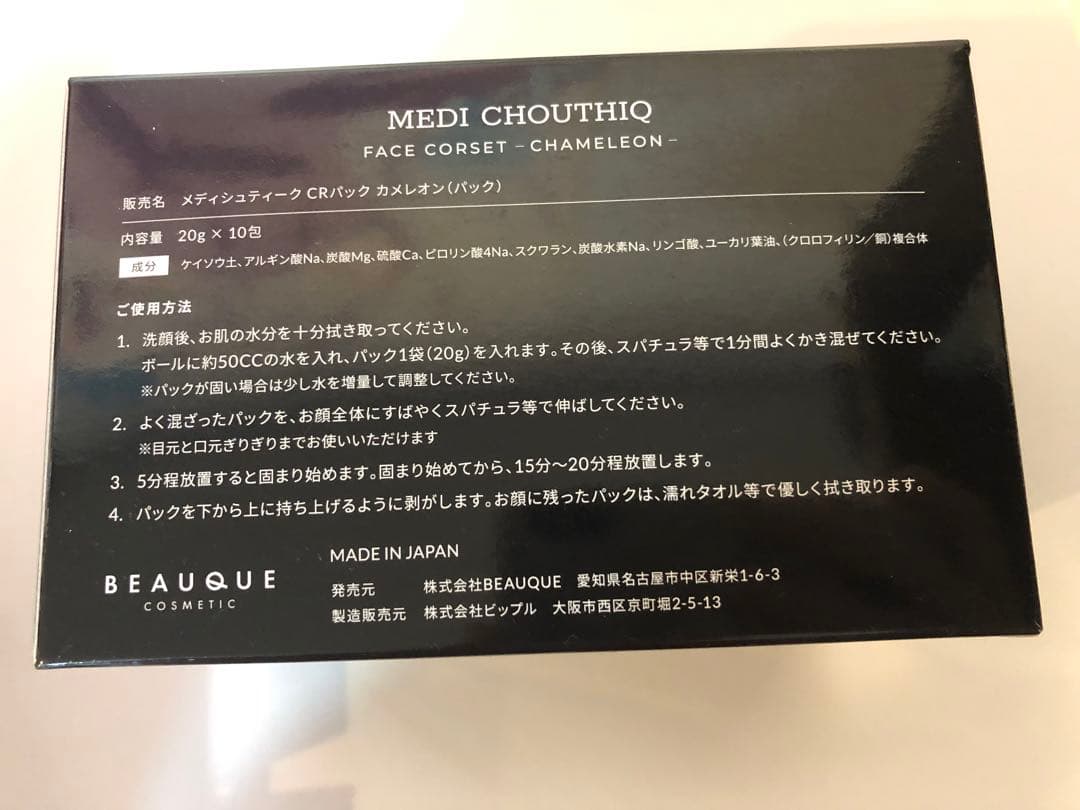 MEDI CHOUTHIQ
FACE CORSET – CHAMELEON –
販売名 メディシュティーク CRパック カメレオン(パック)
内容量 20g × 10包
成分 ケイソウ土、アルギン酸Na、炭酸Mg、硫酸Ca、ピロリン酸4Na、スクワラン、炭酸水素Na、リンゴ酸、ユーカリ葉油、(クロロフィリン/銅)複合体
ご使用方法
1. 洗顔後、お肌の水分を十分拭き取ってください。
ボールに約50CCの水を入れ、パック1袋(20g)を入れます。その後、スパチュラ等で1分間よくかき混ぜてください。
※パックが固い場合は少し水を増量して調整してください。
2. よく混ざったパックを、お顔全体にすばやくスパチュラ等で伸ばしてください。
※目元と口元ぎりぎりまでお使いいただけます
3. 5分程放置すると固まり始めます。固まり始めてから、15分〜20分程放置します。
4. パックを下から上に持ち上げるように剥がします。お顔に残ったパックは、濡れタオル等で優しく拭き取ります。
BEAUQUE
COSMETIC
MADE IN JAPAN
発売元 株式会社BEAUQUE 愛知県名古屋市中区新栄1-6-3
製造販売元 株式会社ビップル 大阪市西区京町堀2-5-13